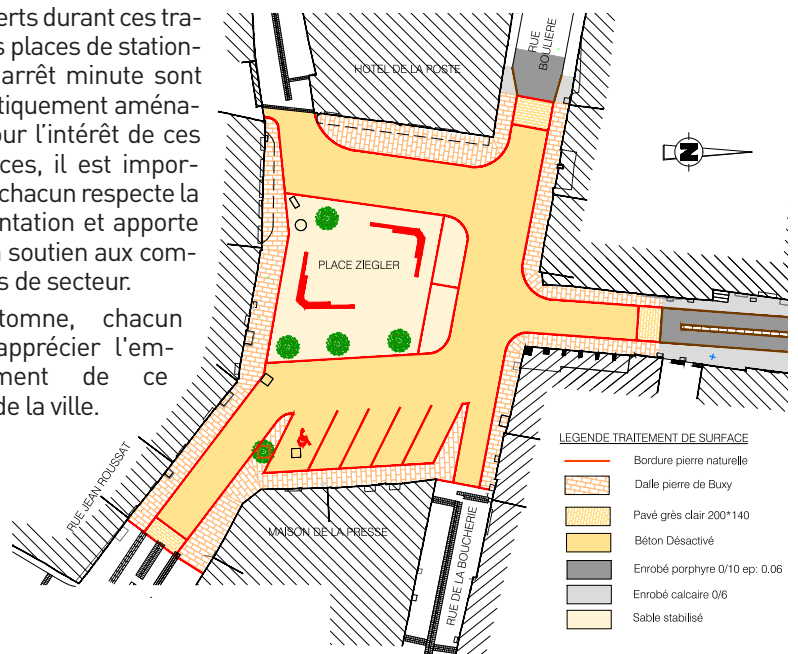 erts durant ces tra-
s places de station-
arrêt minute sont
tiquement aména-
our l'intérêt de ces
ces, il est impor-
chacun respecte la
ntation et apporte
soutien aux com-
s de secteur.
tomne, chacun
apprécier l'em-
ment de ce
de la ville.
HOTEL DE LA POSTE
RUE
BOULIERE
N
PLACE ZIEGLER
RUE JEAN ROUSSAT
MAISON DE LA PRESSE
RUE DE LA BOUCHERIE
LEGENDE TRAITEMENT DE SURFACE
Bordure pierre naturelle
Dalle pierre de Buxy
Pavé grès clair 200*140
Béton Désactivé
Enrobé porphyre 0/10 ep: 0.06
Enrobé calcaire 0/6
Sable stabilisé